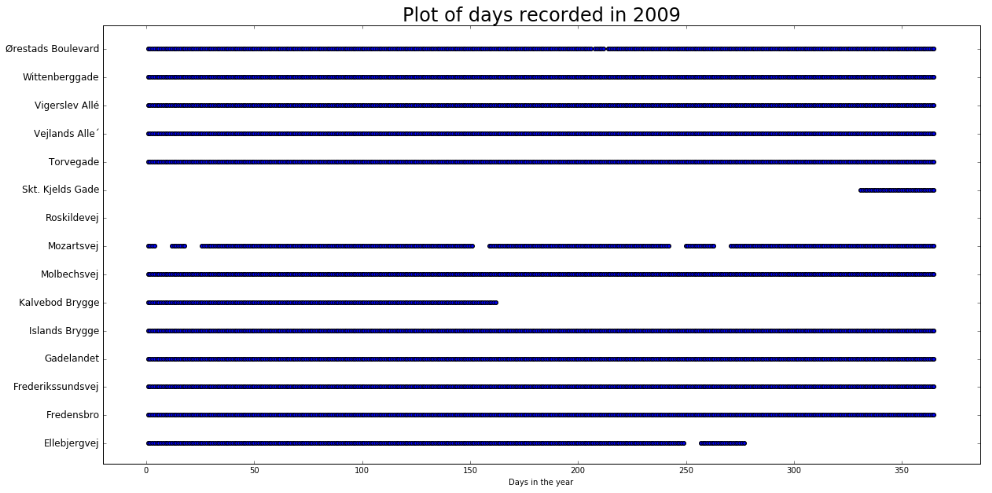 Plot of days recorded in 2009
Ørestads Boulevard
Wittenberggade
Vigerslev Allé
Vejlands Alle´
Torvegade
Skt. Kjelds Gade
Roskildevej
Mozartsvej
Molbechsvej
Kalvebod Brygge
Islands Brygge
Gadelandet
Frederikssundsvej
Fredensbro
Ellebjergvej
0 50 100 150 200 250 300 350
Days in the year